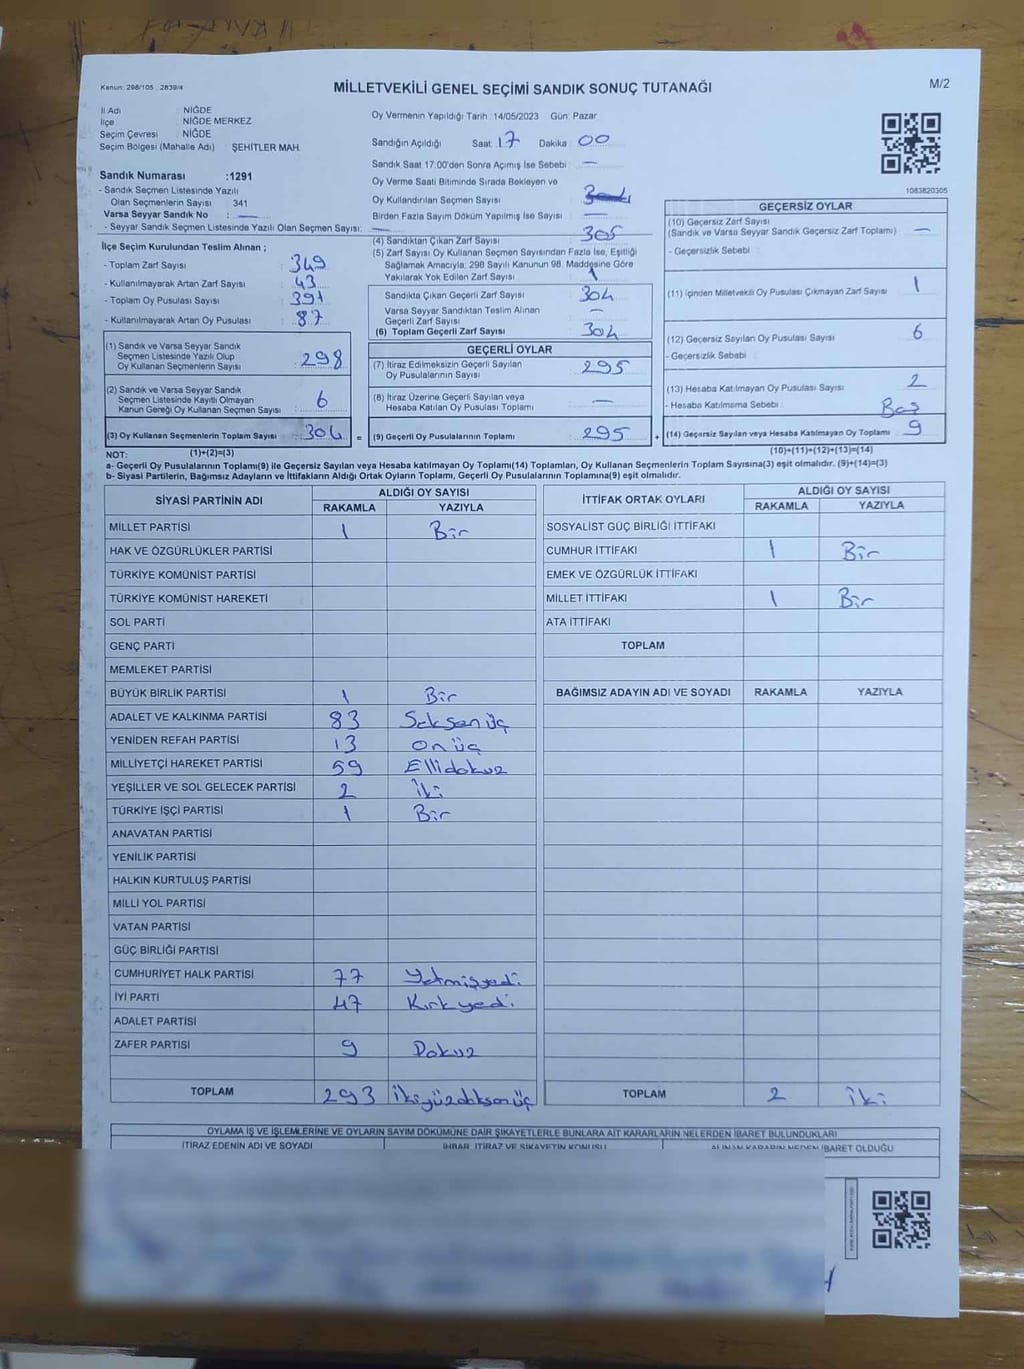 Kanun: 298/105 , 2839/4
MİLLETVEKİLİ GENEL SEÇİMİ SANDIK SONUÇ TUTANAĞI
M/2
İl Adı : NİĞDE
İlçe : NİĞDE MERKEZ
Seçim Çevresi : NİĞDE
Seçim Bölgesi (Mahalle Adı) : ŞEHİTLER MAH.
Sandık Numarası :1291
- Sandık Seçmen Listesinde Yazılı
Olan Seçmenlerin Sayısı : 341
Varsa Seyyar Sandık No : —
- Seyyar Sandık Seçmen Listesinde Yazılı Olan Seçmen Sayısı: —
Oy Vermenin Yapıldığı Tarih :14/05/2023 Gün: Pazar
Sandığın Açıldığı Saat: 17 Dakika: 00
Sandık Saat 17:00'den Sonra Açımış İse Sebebi : —
Oy Verme Saati Bitiminde Sırada Bekleyen ve
Oy Kullandırılan Seçmen Sayısı
Birden Fazla Sayım Döküm Yapılmış İse Sayısı : —
1083820305
İlçe Seçim Kurulundan Teslim Alınan ;
- Toplam Zarf Sayısı : 349
- Kullanılmayarak Artan Zarf Sayısı : 43
- Toplam Oy Pusulası Sayısı : 391
- Kullanılmayarak Artan Oy Pusulası : 87
(1) Sandık ve Varsa Seyyar Sandık
Seçmen Listesinde Yazılı Olup
Oy Kullanan Seçmenlerin Sayısı : 298
(2) Sandık ve Varsa Seyyar Sandık
Seçmen Listesinde Kayıtlı Olmayan
Kanun Gereği Oy Kullanan Seçmen Sayısı : 6
(3) Oy Kullanan Seçmenlerin Toplam Sayısı : 304 =
(4) Sandıktan Çıkan Zarf Sayısı : 305
(5) Zarf Sayısı Oy Kullanan Seçmen Sayısından Fazla İse, Eşitliği
Sağlamak Amacıyla; 298 Sayılı Kanunun 98. Maddesine Göre
Yakılarak Yok Edilen Zarf Sayısı : 1
Sandıkta Çıkan Geçerli Zarf Sayısı 304
Varsa Seyyar Sandıktan Teslim Alınan
Geçerli Zarf Sayısı —
(6) Toplam Geçerli Zarf Sayısı 304
GEÇERLİ OYLAR
(7) İtiraz Edilmeksizin Geçerli Sayılan
Oy Pusulalarının Sayısı 295
(8) İtiraz Üzerine Geçerli Sayılan veya
Hesaba Katılan Oy Pusulası Toplamı —
(9) Geçerli Oy Pusulalarının Toplamı 295 +
GEÇERSİZ OYLAR
(10) Geçersiz Zarf Sayısı
(Sandık ve Varsa Seyyar Sandık Geçersiz Zarf Toplamı) —
- Geçersizlik Sebebi :
(11) İçinden Milletvekili Oy Pusulası Çıkmayan Zarf Sayısı 1
(12) Geçersiz Sayılan Oy Pusulası Sayısı 6
- Geçersizlik Sebabi :
(13) Hesaba Katılmayan Oy Pusulası Sayısı 2
- Hesaba Katılmama Sebebi : Boş
(14) Geçersiz Sayılan veya Hesaba Katılmayan Oy Toplamı 9
(10)+(11)+(12)+(13)=(14)
NOT: (1)+(2)=(3)
a- Geçerli Oy Pusulalarının Toplamı(9) ile Geçersiz Sayılan veya Hesaba katılmayan Oy Toplamı(14) Toplamları, Oy Kullanan Seçmenlerin Toplam Sayısına(3) eşit olmalıdır. (9)+(14)=(3)
b- Siyasi Partilerin, Bağımsız Adayların ve İttifakların Aldığı Ortak Oyların Toplamı, Geçerli Oy Pusulalarının Toplamına(9) eşit olmalıdır.
SİYASİ PARTİNİN ADI ALDIĞI OY SAYISI
RAKAMLA YAZIYLA
MİLLET PARTİSİ 1 Bir
HAK VE ÖZGÜRLÜKLER PARTİSİ
TÜRKİYE KOMÜNİST PARTİSİ
TÜRKİYE KOMÜNİST HAREKETİ
SOL PARTİ
GENÇ PARTİ
MEMLEKET PARTİSİ
BÜYÜK BİRLİK PARTİSİ 1 Bir
ADALET VE KALKINMA PARTİSİ 83 Seksen üç
YENİDEN REFAH PARTİSİ 13 on üç
MİLLİYETÇİ HAREKET PARTİSİ 59 Ellidokuz
YEŞİLLER VE SOL GELECEK PARTİSİ 2 iki
TÜRKİYE İŞÇİ PARTİSİ 1 Bir
ANAVATAN PARTİSİ
YENİLİK PARTİSİ
HALKIN KURTULUŞ PARTİSİ
MİLLİ YOL PARTİSİ
VATAN PARTİSİ
GÜÇ BİRLİĞİ PARTİSİ
CUMHURİYET HALK PARTİSİ 77 Yetmişyedi
İYİ PARTİ 47 Kırkyedi
ADALET PARTİSİ
ZAFER PARTİSİ 9 Dokuz
TOPLAM 293 ikiyüzdoksanüç
İTTİFAK ORTAK OYLARI ALDIĞI OY SAYISI
RAKAMLA YAZIYLA
SOSYALİST GÜÇ BİRLİĞİ İTTİFAKI
CUMHUR İTTİFAKI 1 Bir
EMEK VE ÖZGÜRLÜK İTTİFAKI
MİLLET İTTİFAKI 1 Bir
ATA İTTİFAKI
TOPLAM
BAĞIMSIZ ADAYIN ADI VE SOYADI RAKAMLA YAZIYLA
TOPLAM 2 iki
OYLAMA İŞ VE İŞLEMLERİNE VE OYLARIN SAYIM DÖKÜMÜNE DAİR ŞİKAYETLERLE BUNLARA AİT KARARLARIN NELERDEN İBARET BULUNDUKLARI
İTİRAZ EDENİN ADI VE SOYADI İHBAR, İTİRAZ VE ŞİKAYETİN KONUSU ALINAN KARARIN NEDEN İBARET OLDUĞU